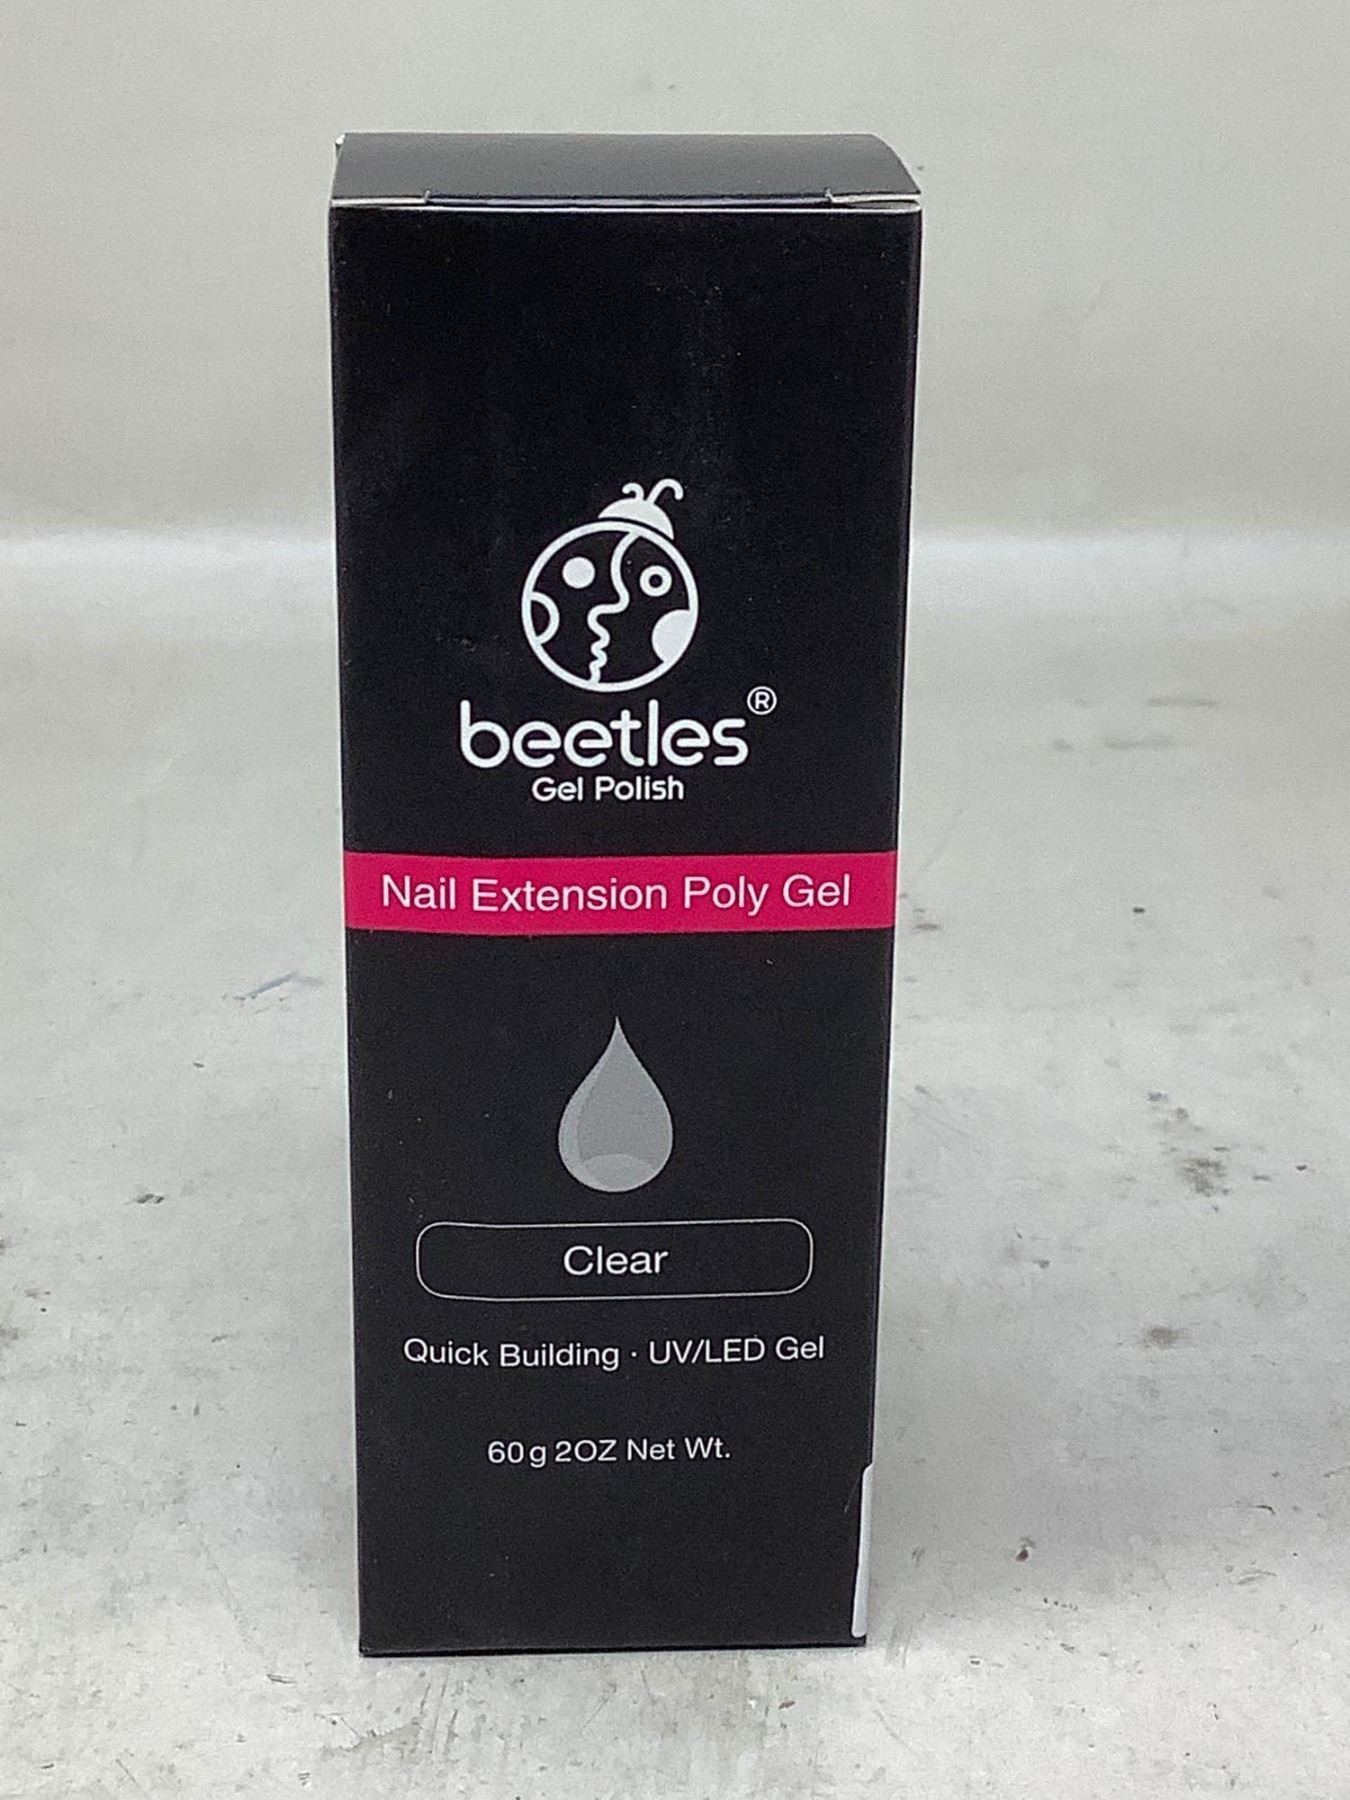 beetles®
Gel Polish
Nail Extension Poly Gel
Clear
Quick Building · UV/LED Gel
60g 2OZ Net Wt.